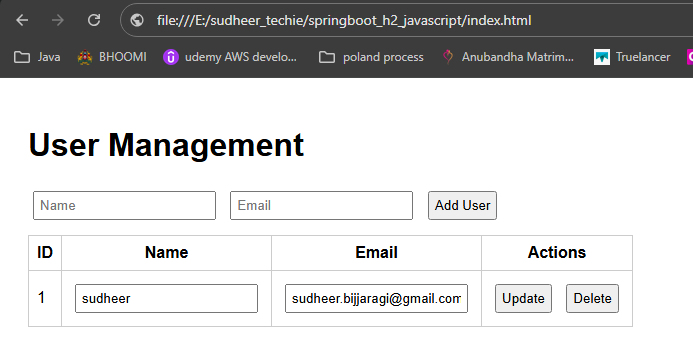 file:///E:/sudheer_techie/springboot_h2_javascript/index.html
Java BHOOMI udemy AWS develo... poland process Anubandha Matrim... Truelancer
User Management
Name Email Add User
ID Name Email Actions
1 sudheer sudheer.bijjaragi@gmail.com Update Delete